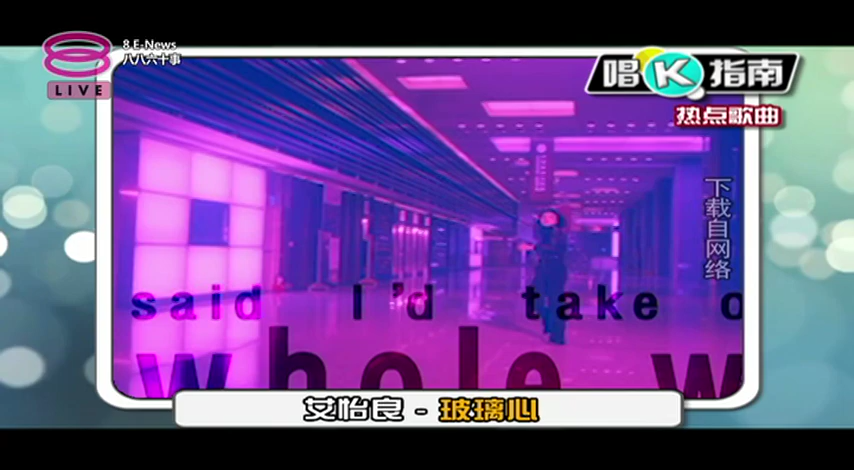 8 E-News
八八六十事
LIVE
唱K指南
热点歌曲
下载自网络
said I'd take o
whole w
艾怡良 - 玻璃心